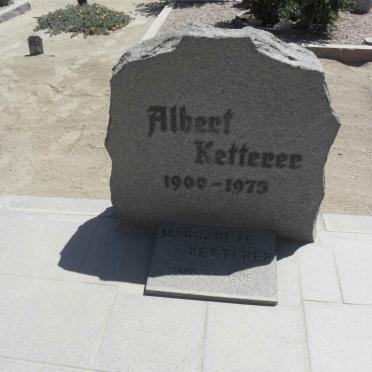 Albert
Ketterer
1900 - 1975
MARGARETE
KETTERER